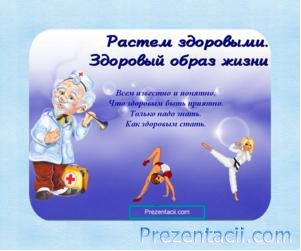 Растем здоровыми.
Здоровый образ жизни
Всем известно и понятно,
Что здоровым быть приятно.
Только надо знать.
Как здоровым стать.
Prezentacii.com
Prezentacii.com